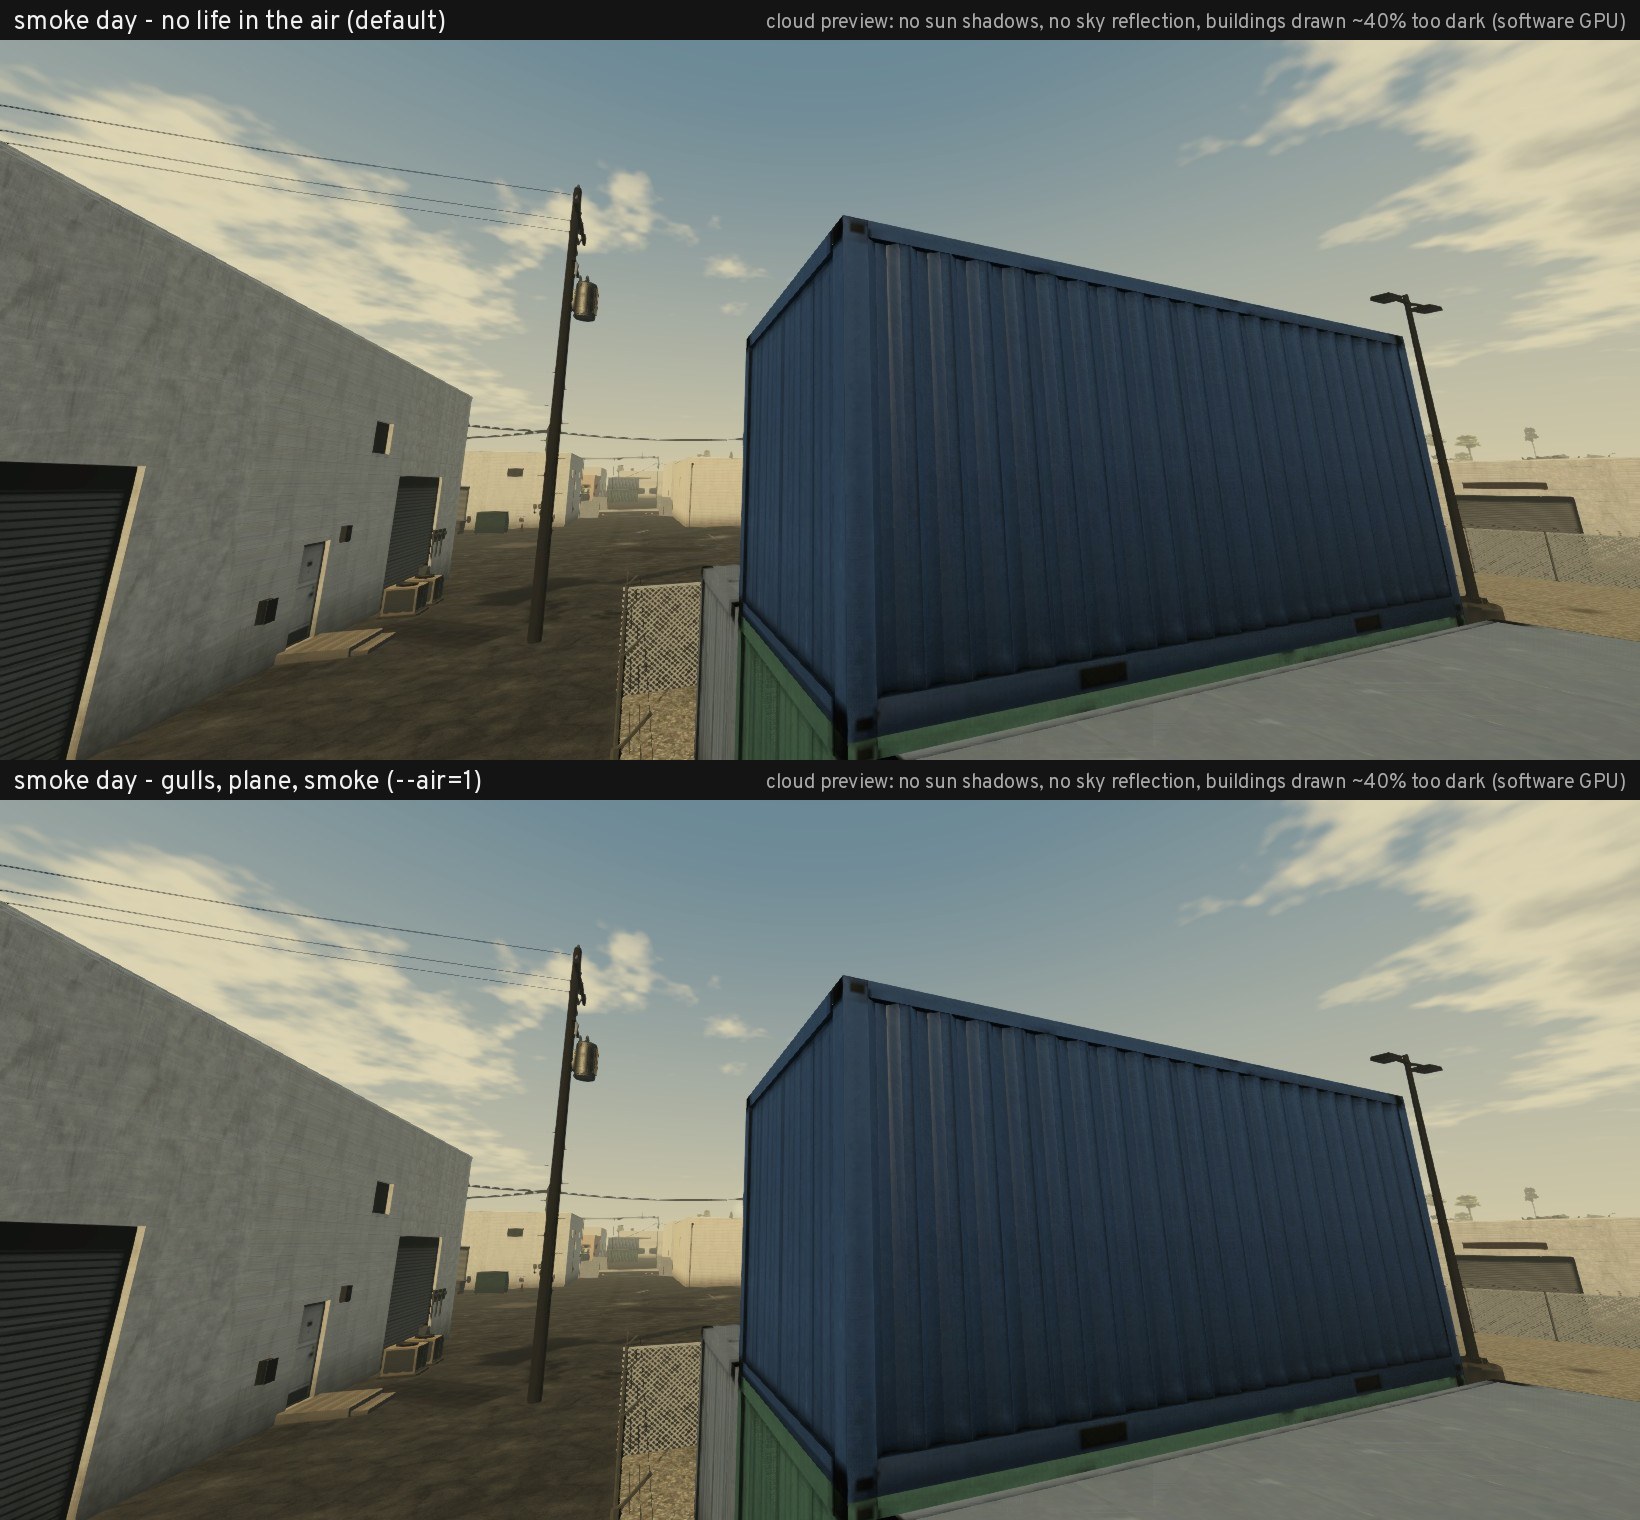 smoke day - no life in the air (default)
cloud preview: no sun shadows, no sky reflection, buildings drawn ~40% too dark (software GPU)
smoke day - gulls, plane, smoke (--air=1)
cloud preview: no sun shadows, no sky reflection, buildings drawn ~40% too dark (software GPU)